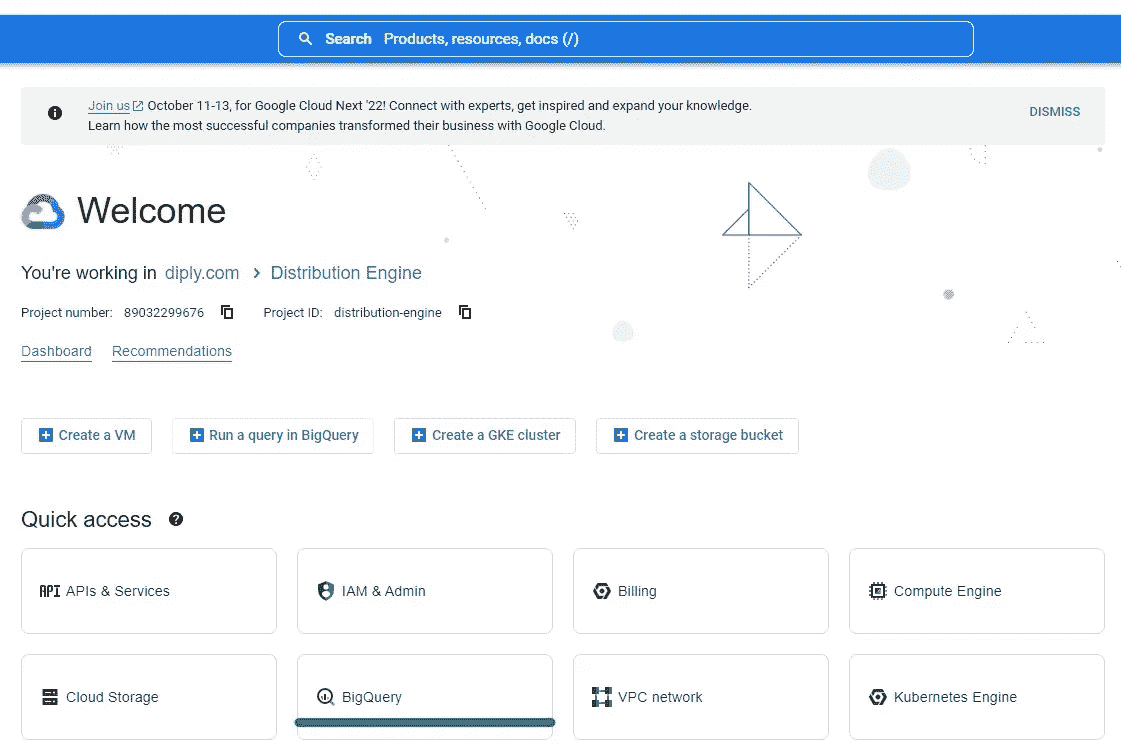 Search Products, resources, docs (/)
Join us October 11-13, for Google Cloud Next '22! Connect with experts, get inspired and expand your knowledge.
DISMISS
Learn how the most successful companies transformed their business with Google Cloud.
Welcome
You're working in diply.com > Distribution Engine
Project number: 89032299676 Project ID: distribution-engine
Dashboard Recommendations
Create a VM Run a query in BigQuery Create a GKE cluster Create a storage bucket
Quick access
API APIs & Services IAM & Admin Billing Compute Engine
Cloud Storage BigQuery VPC network Kubernetes Engine